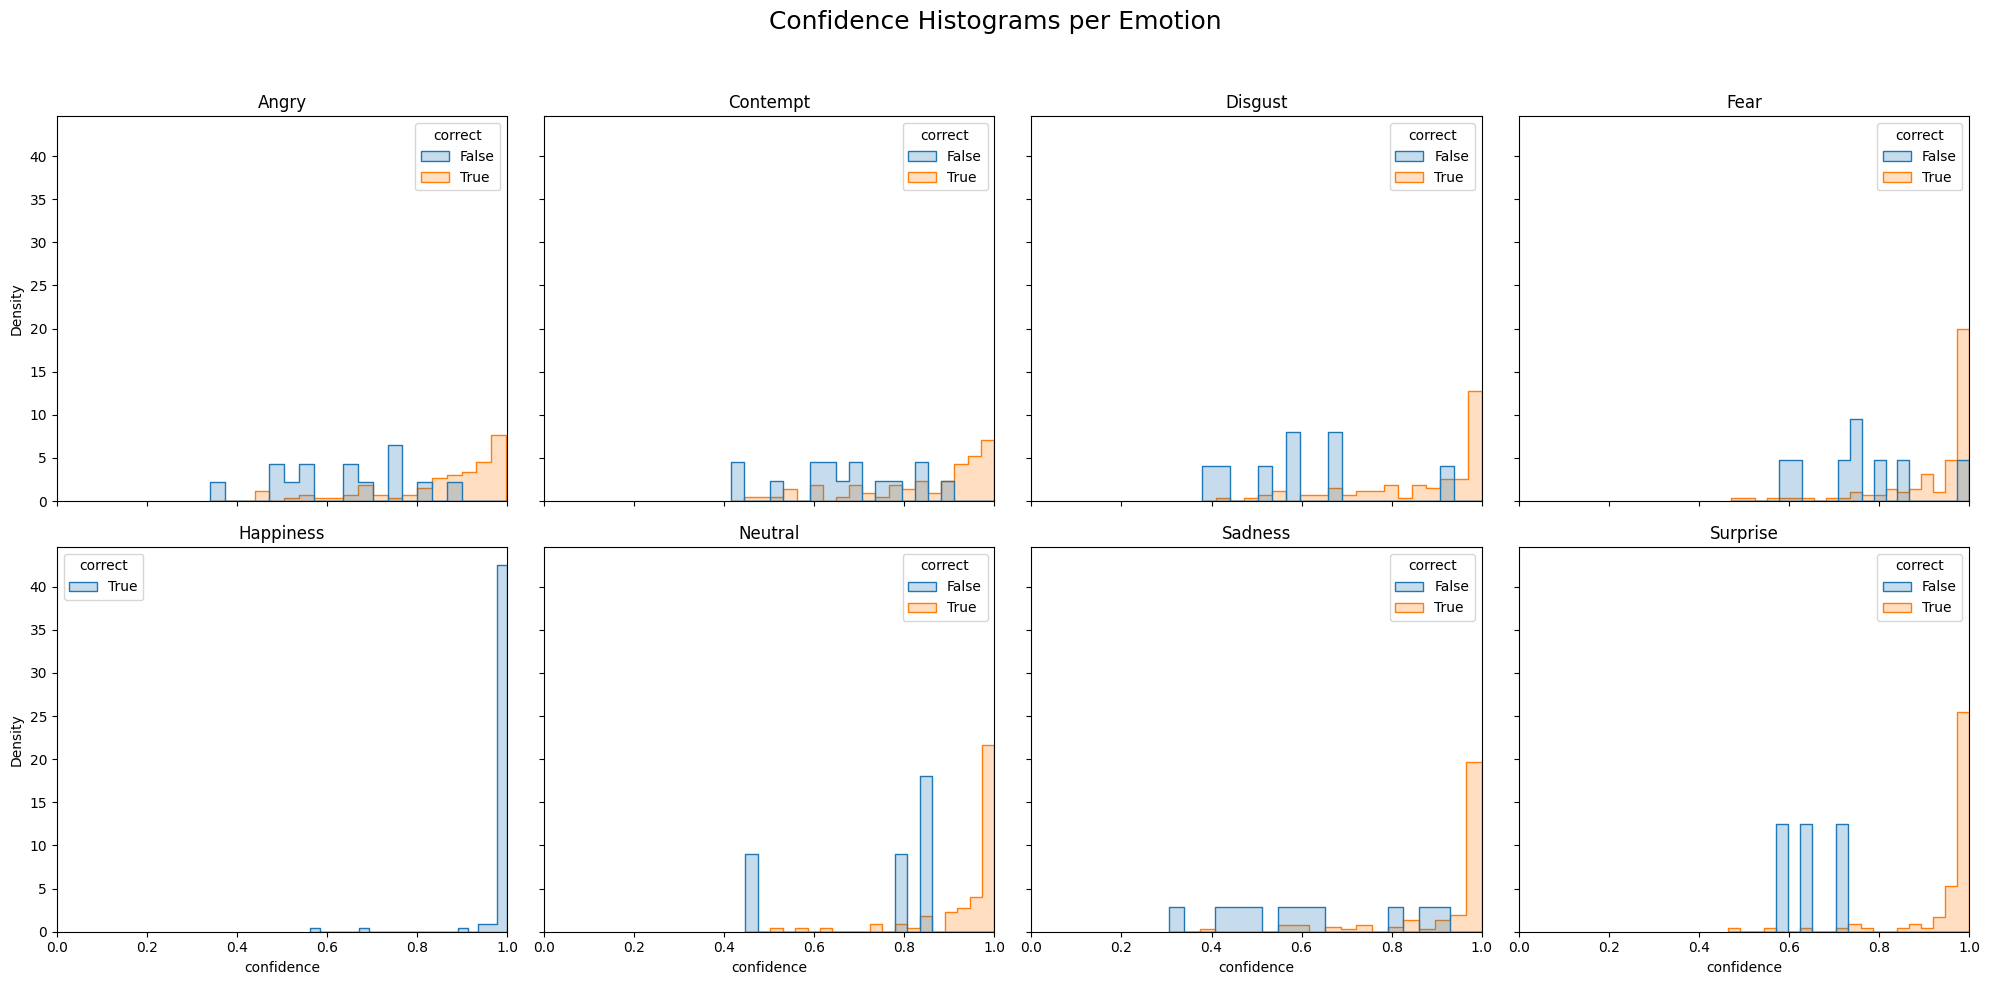 Confidence Histograms per Emotion
Angry
Contempt
Disgust
Fear
correct
False
True
correct
False
True
correct
False
True
correct
False
True
40
35
30
25
20
15
10
5
0
Density
Happiness
Neutral
Sadness
Surprise
correct
True
correct
False
True
correct
False
True
correct
False
True
40
35
30
25
20
15
10
5
0
Density
0.0 0.2 0.4 0.6 0.8 1.0
0.0 0.2 0.4 0.6 0.8 1.0
0.0 0.2 0.4 0.6 0.8 1.0
0.0 0.2 0.4 0.6 0.8 1.0
confidence
confidence
confidence
confidence